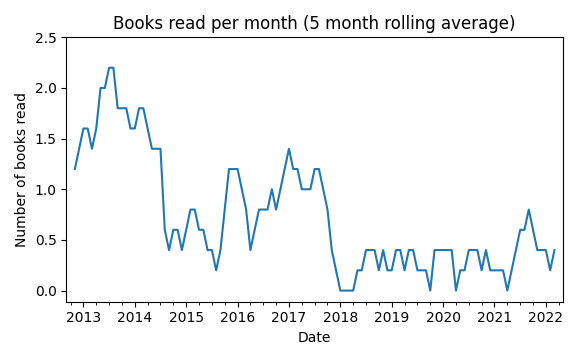 Books read per month (5 month rolling average)
2.5
2.0
1.5
1.0
0.5
0.0
Number of books read
2013 2014 2015 2016 2017 2018 2019 2020 2021 2022
Date